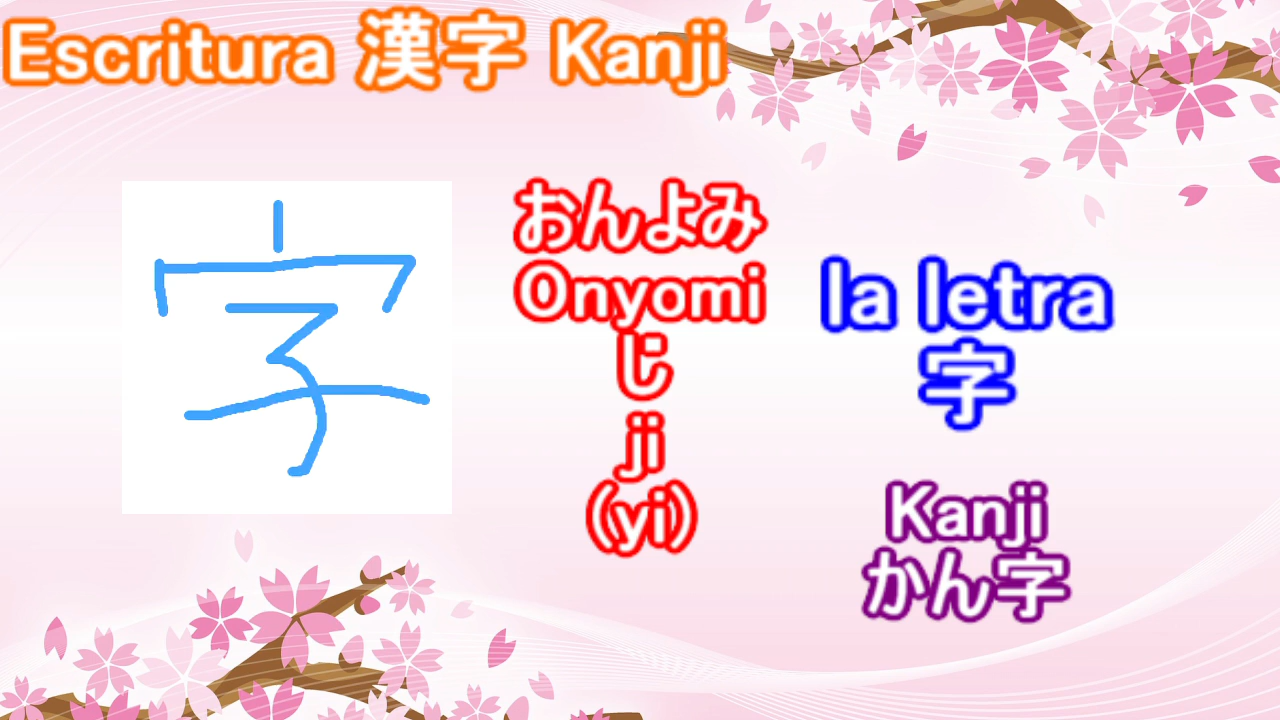 Escritura 漢字 Kanji
字
おんよみ
Onyomi
じ
ji
(yi)
la letra
字
Kanji
かん字